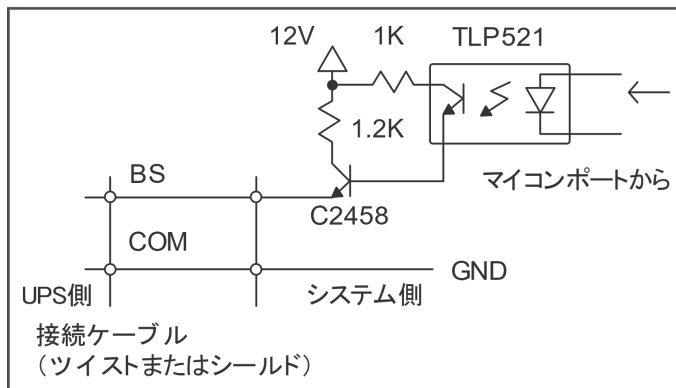 12V
1K
TLP521
1.2K
マイコンポートから
BS
C2458
COM
GND
UPS側
システム側
接続ケーブル
（ツイストまたはシールド）